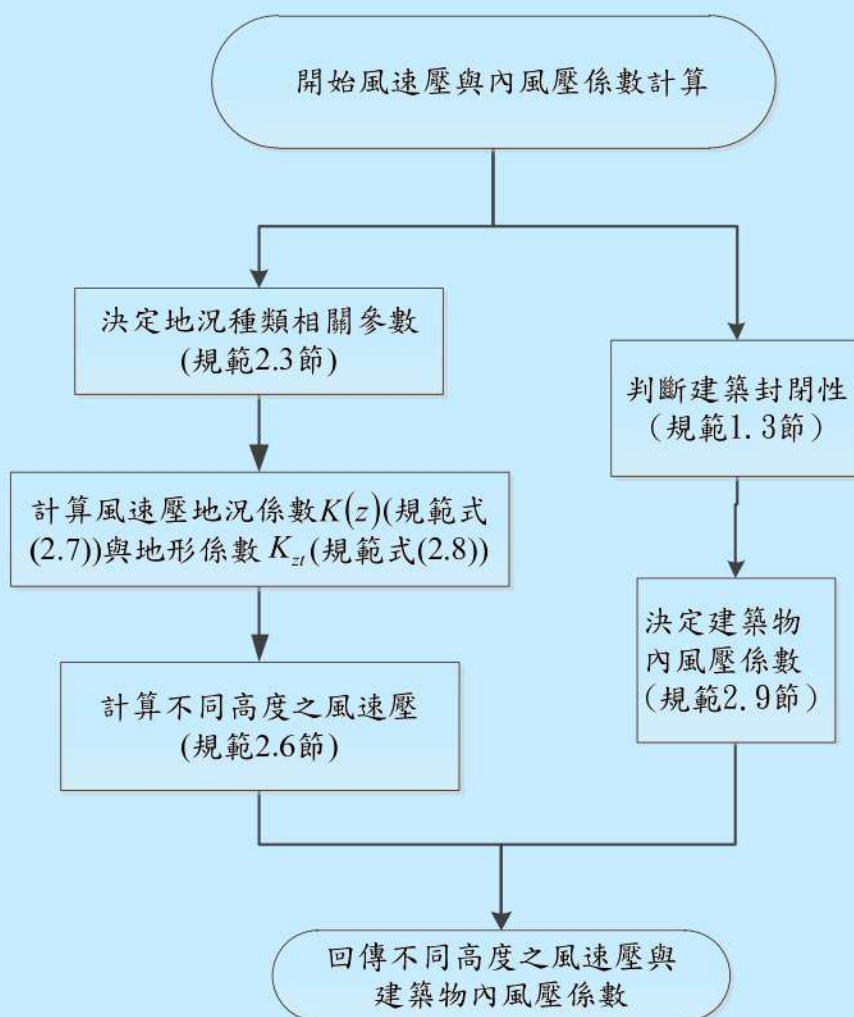 開始風速壓與內風壓係數計算
決定地況種類相關參數
(規範2.3節)
計算風速壓地況係數K(z)(規範式
(2.7))與地形係數 K_{zt}(規範式(2.8))
計算不同高度之風速壓
(規範2.6節)
判斷建築封閉性
（規範1.3節）
決定建築物
內風壓係數
（規範2.9節）
回傳不同高度之風速壓與
建築物內風壓係數